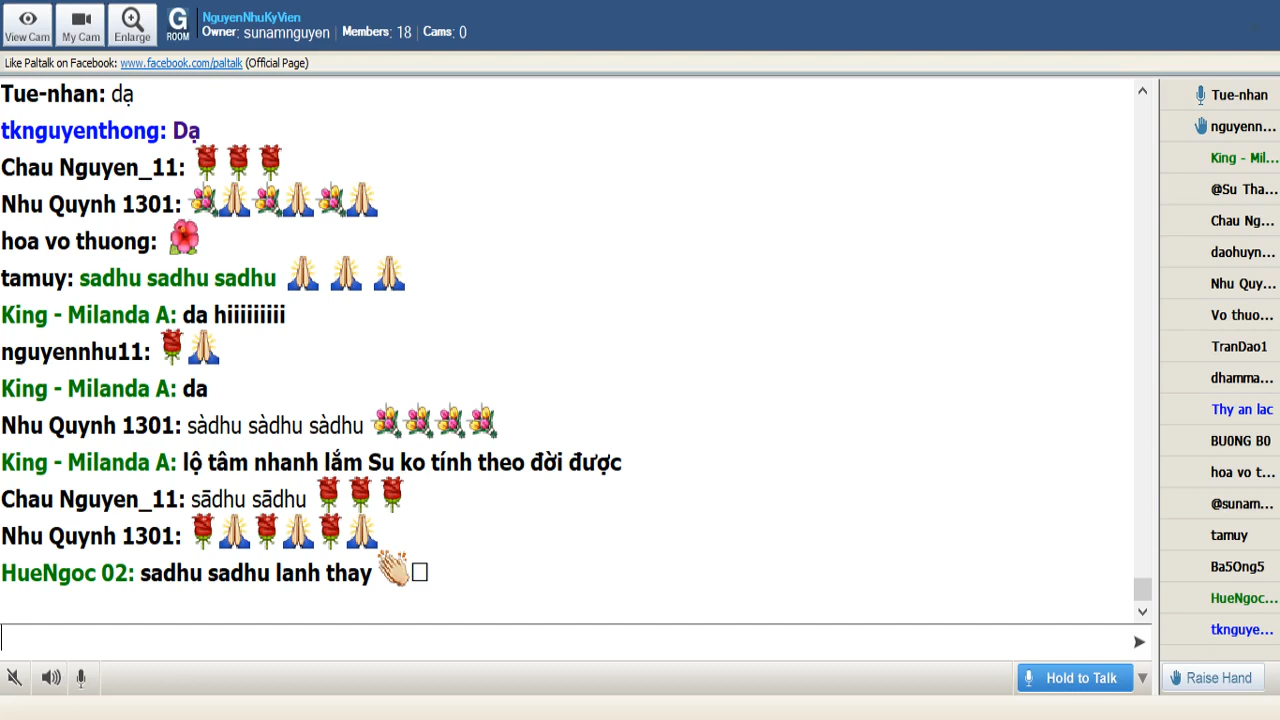 View Cam
My Cam
Enlarge
G
ROOM
NguyenNhuKyVien
Owner: sunamnguyen
Members: 18
Cams: 0
Like Paltalk on Facebook: www.facebook.com/paltalk (Official Page)
Tue-nhan: dạ
tknguyenthong: Dạ
Chau Nguyen_11: 🌹🌹🌹
Nhu Quynh 1301: 💐🙏💐🙏💐🙏
hoa vo thuong: 🌺
tamuy: sadhu sadhu sadhu 🙏 🙏 🙏
King - Milanda A: da hiiiiiiiii
nguyennhu11: 🌹🙏
King - Milanda A: da
Nhu Quynh 1301: sàdhu sàdhu sàdhu 💐💐💐💐
King - Milanda A: lộ tâm nhanh lắm Su ko tính theo đời được
Chau Nguyen_11: sādhu sādhu 🌹🌹🌹
Nhu Quynh 1301: 🌹🙏🌹🙏🌹🙏
HueNgoc 02: sadhu sadhu lanh thay 👏□
Tue-nhan
nguyenn...
King - Mil...
@Su Tha...
Chau Ng...
daohuyn...
Nhu Quy...
Vo thuo...
TranDao1
dhamma...
Thy an lac
BU0NG B0
hoa vo t...
@sunam...
tamuy
Ba5Ong5
HueNgoc...
tknguye...
Hold to Talk
Raise Hand